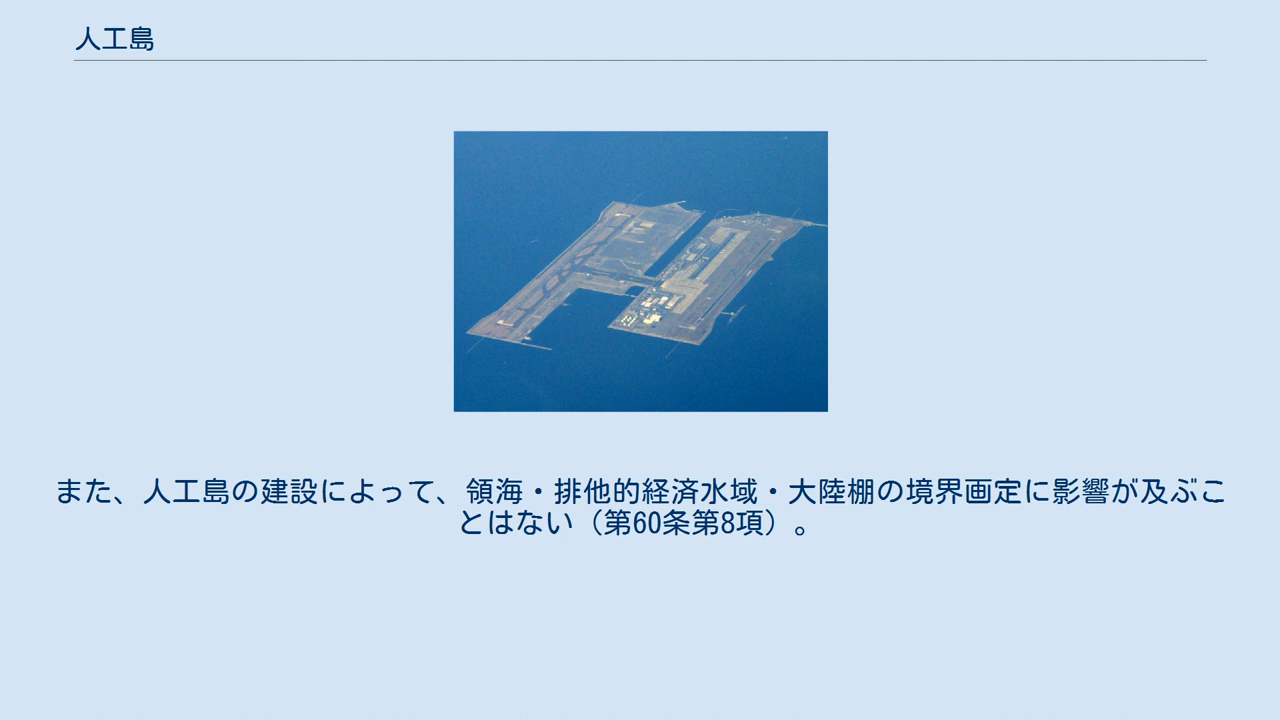 人工島
また、人工島の建設によって、領海・排他的経済水域・大陸棚の境界画定に影響が及ぶこ
とはない（第60条第8項）。